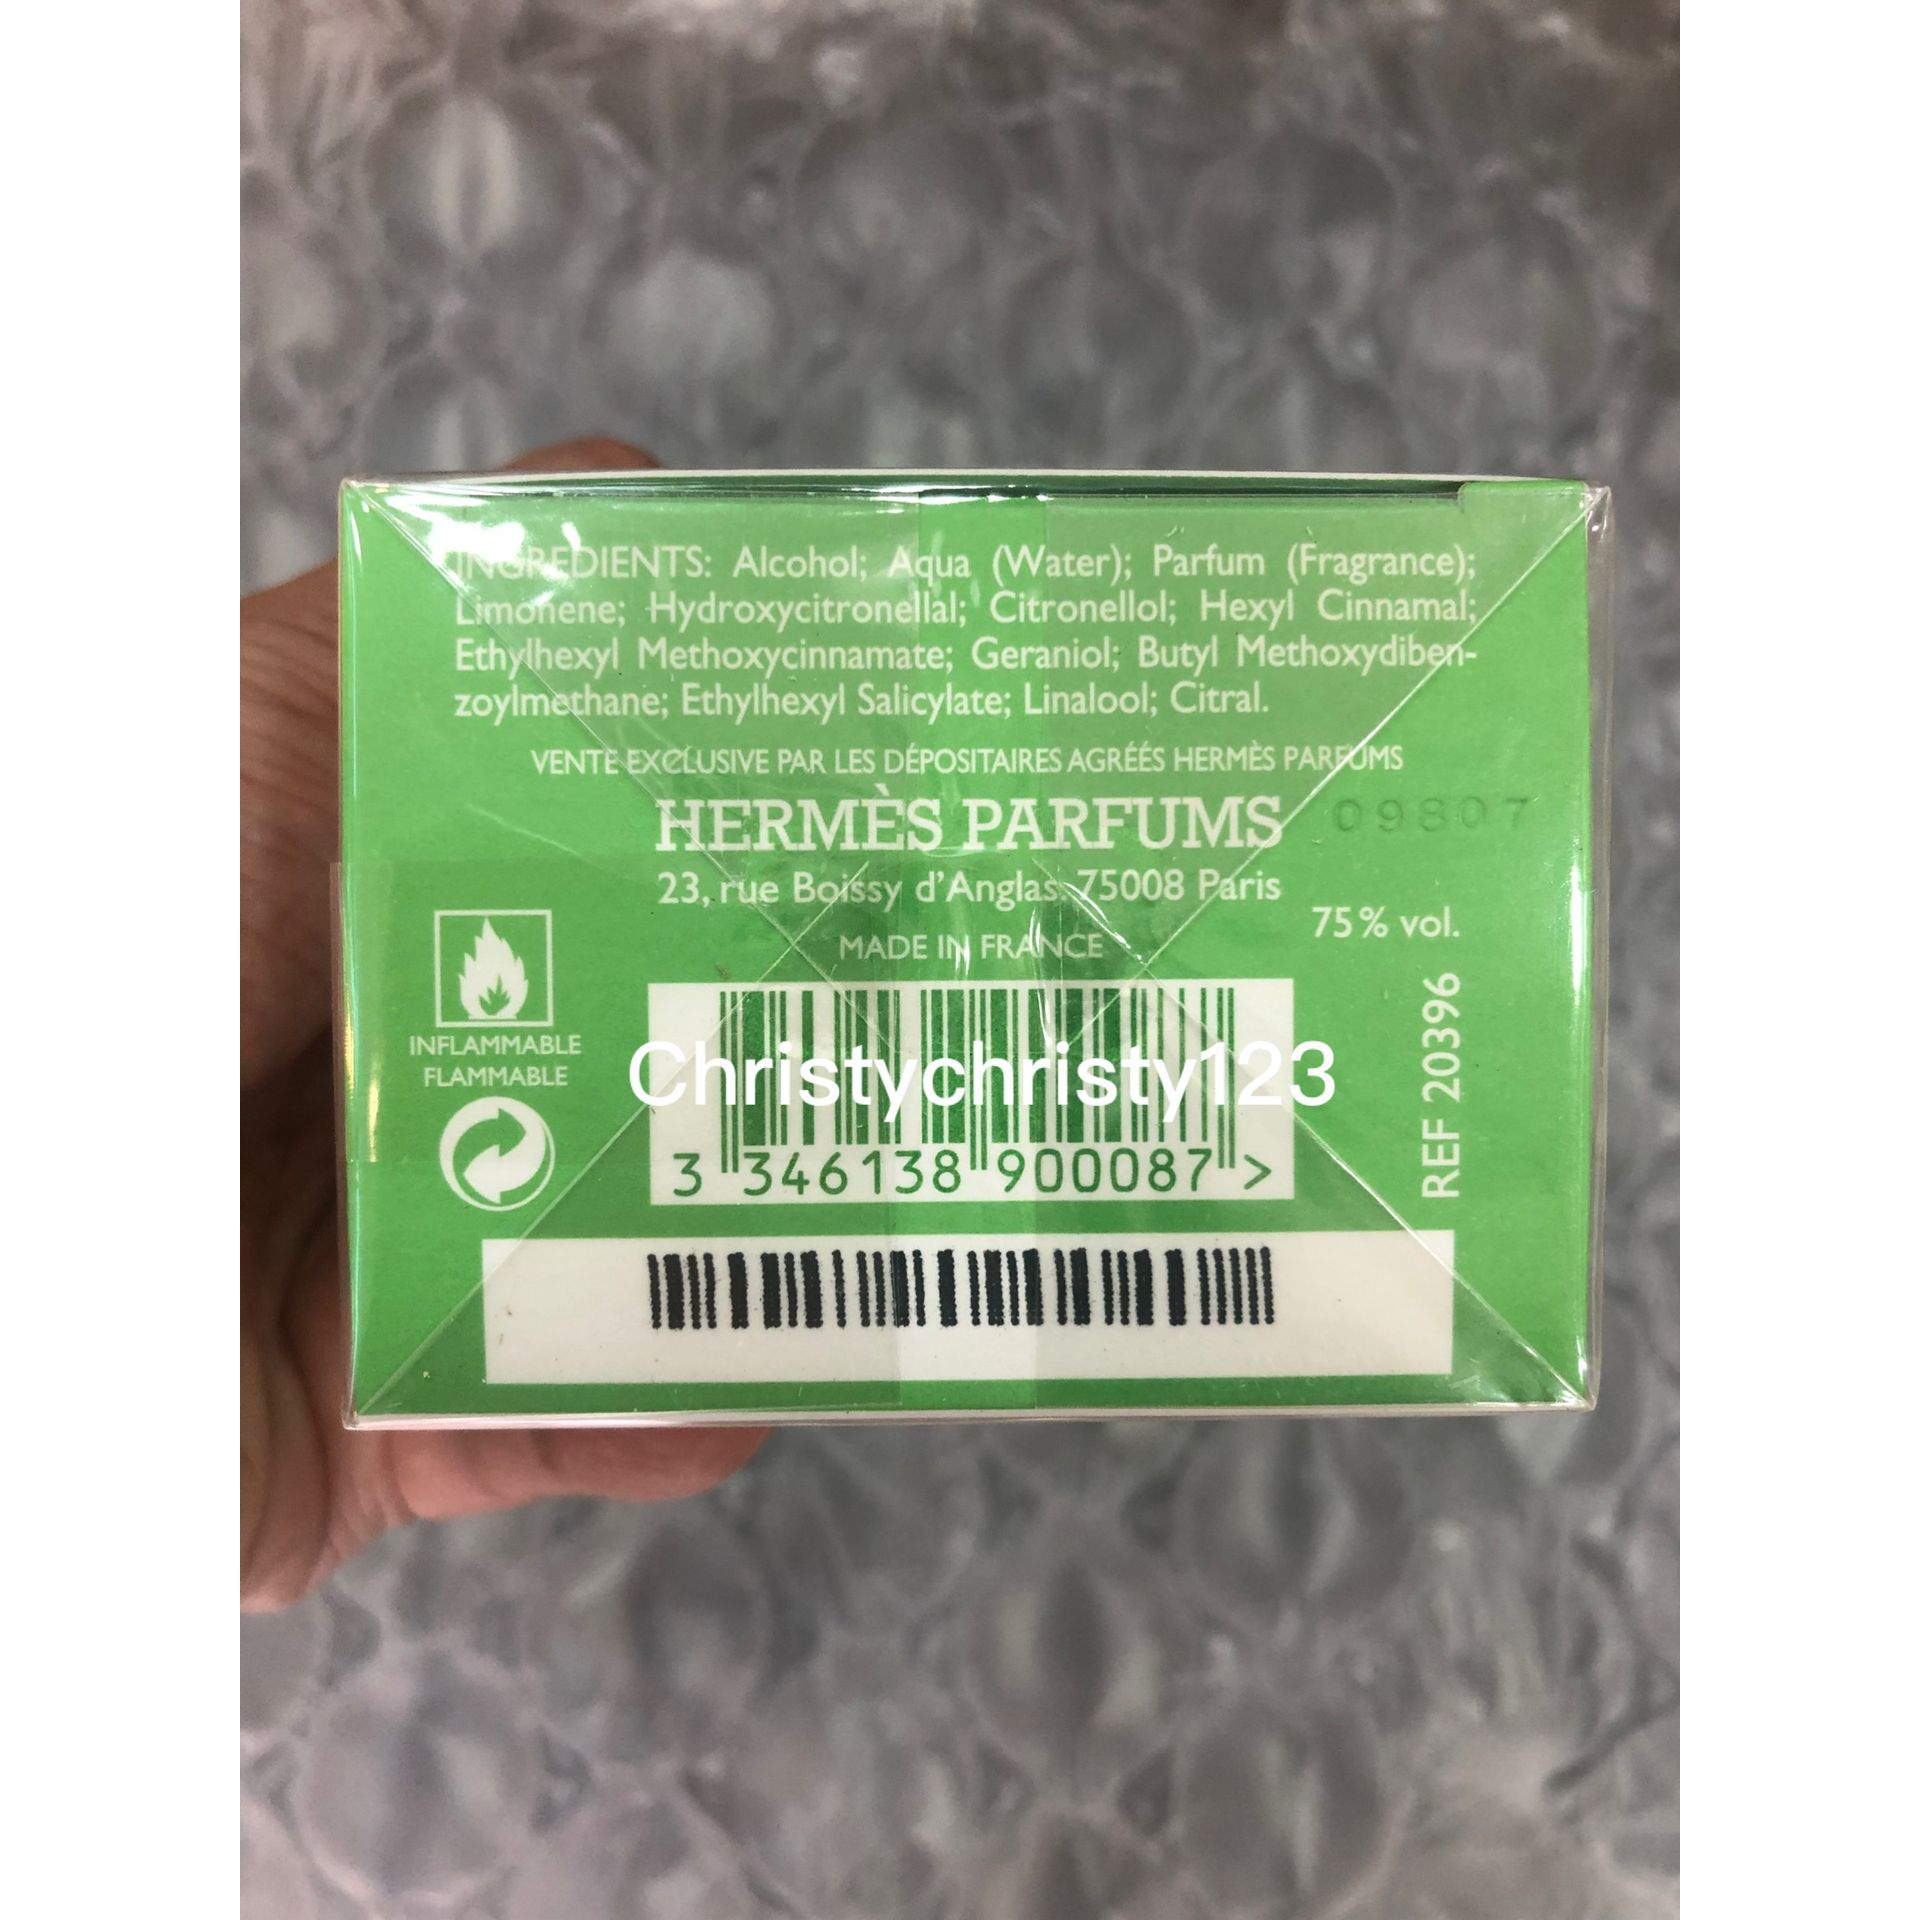 INGREDIENTS: Alcohol; Aqua (Water); Parfum (Fragrance);
Limonene; Hydroxycitronellal; Citronellol; Hexyl Cinnamal;
Ethylhexyl Methoxycinnamate; Geraniol; Butyl Methoxydiben-
zoylmethane; Ethylhexyl Salicylate; Linalool; Citral.
VENTE EXCLUSIVE PAR LES DÉPOSITAIRES AGRÉÉS HERMÈS PARFUMS
HERMÈS PARFUMS
09807
23, rue Boissy d'Anglas 75008 Paris
75% vol.
MADE IN FRANCE
INFLAMMABLE
FLAMMABLE
REF 20396
Christychristy123
3 346138 900087 >